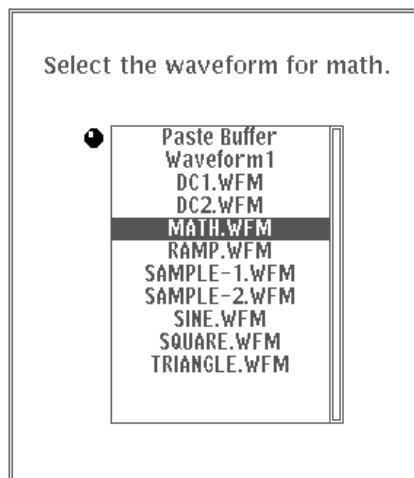 Select the waveform for math.
Paste Buffer
Waveform1
DC1.WFM
DC2.WFM
MATH.WFM
RAMP.WFM
SAMPLE-1.WFM
SAMPLE-2.WFM
SINE.WFM
SQUARE.WFM
TRIANGLE.WFM